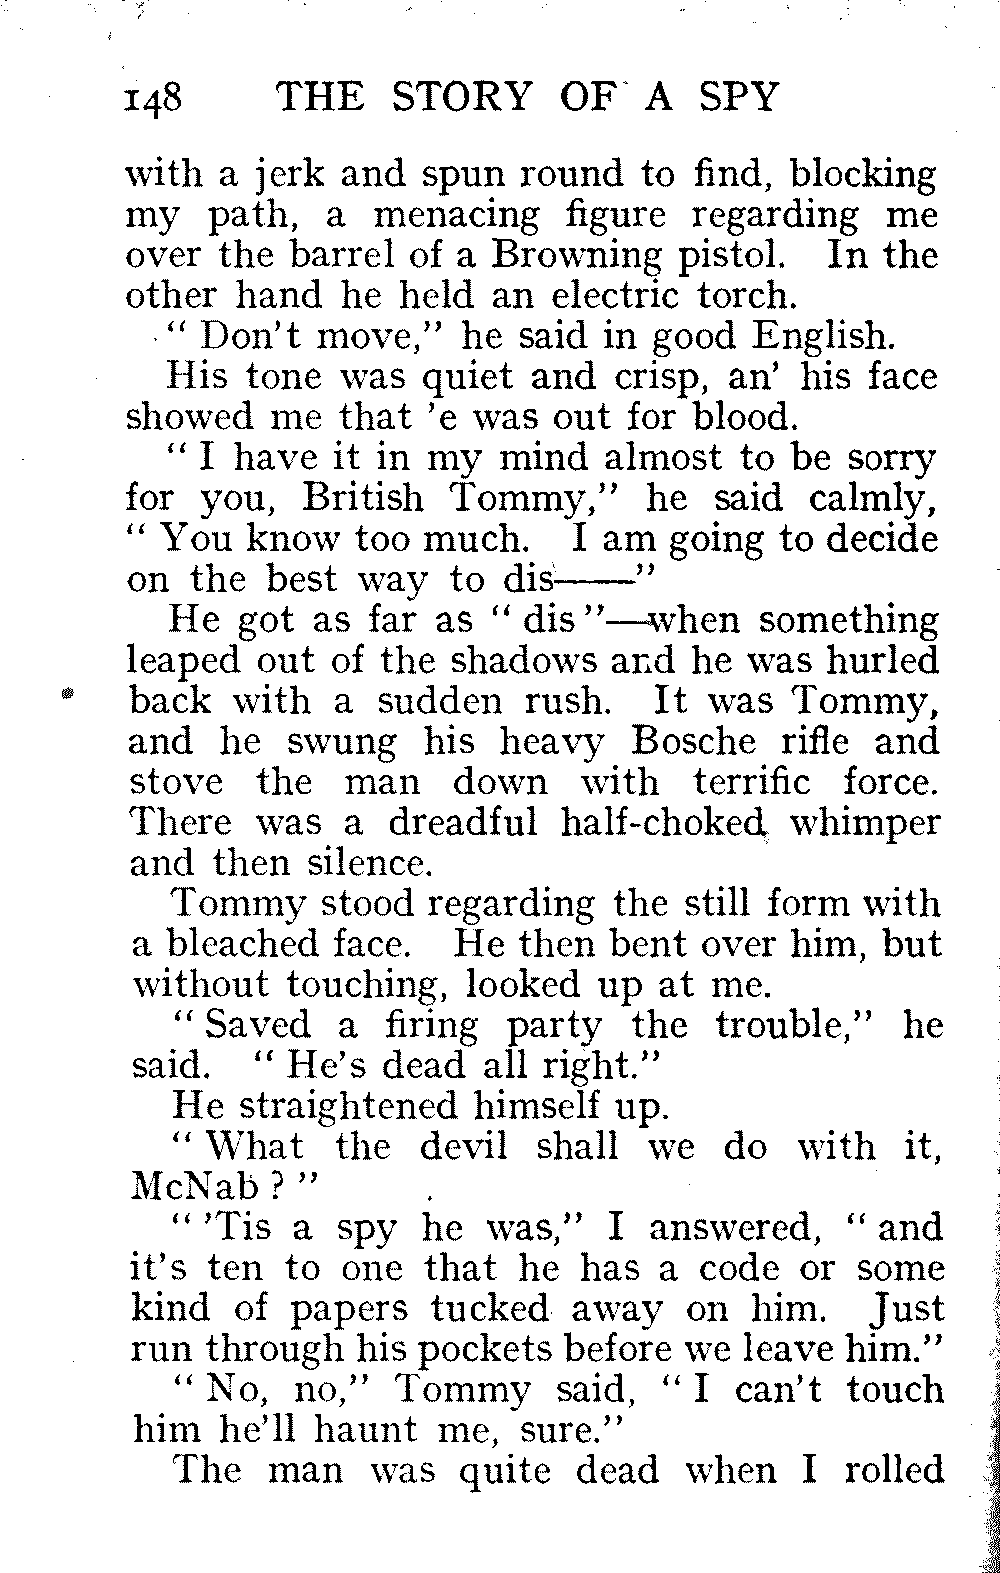 148 THE STORY OF A SPY
with a jerk and spun round to find, blocking
my path, a menacing figure regarding me
over the barrel of a Browning pistol. In the
other hand he held an electric torch.
“ Don't move,” he said in good English.
His tone was quiet and crisp, an’ his face
showed me that ’e was out for blood.
“ I have it in my mind almost to be sorry
for you, British Tommy,” he said calmly,
“ You know too much. I am going to decide
on the best way to dis——”
He got as far as “ dis ”—when something
leaped out of the shadows and he was hurled
back with a sudden rush. It was Tommy,
and he swung his heavy Bosche rifle and
stove the man down with terrific force.
There was a dreadful half-choked whimper
and then silence.
Tommy stood regarding the still form with
a bleached face. He then bent over him, but
without touching, looked up at me.
“ Saved a firing party the trouble,” he
said. “ He’s dead all right.”
He straightened himself up.
“ What the devil shall we do with it,
McNab ? ”
“ ’Tis a spy he was,” I answered, “ and
it’s ten to one that he has a code or some
kind of papers tucked away on him. Just
run through his pockets before we leave him.”
“ No, no,” Tommy said, “ I can’t touch
him he’ll haunt me, sure.”
The man was quite dead when I rolled